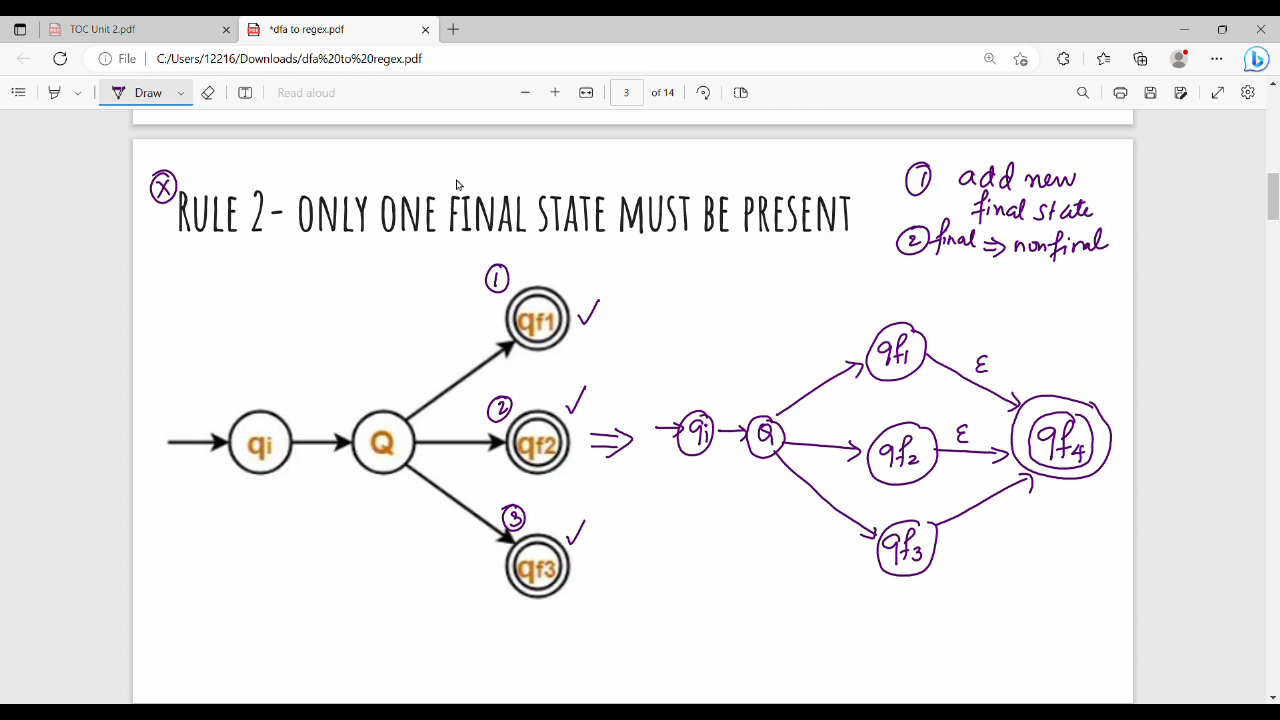 TOC Unit 2.pdf
*dfa to regex.pdf
File
C:/Users/12216/Downloads/dfa%20to%20regex.pdf
Draw
Read aloud
3
of 14
X
RULE 2- ONLY ONE FINAL STATE MUST BE PRESENT
1 add new
final state
2 final ⇒ nonfinal
1
qf1
2
qi
Q
qf2
3
qf3
⇒
qi
Q
qf1
ε
qf2
ε
qf4
qf3